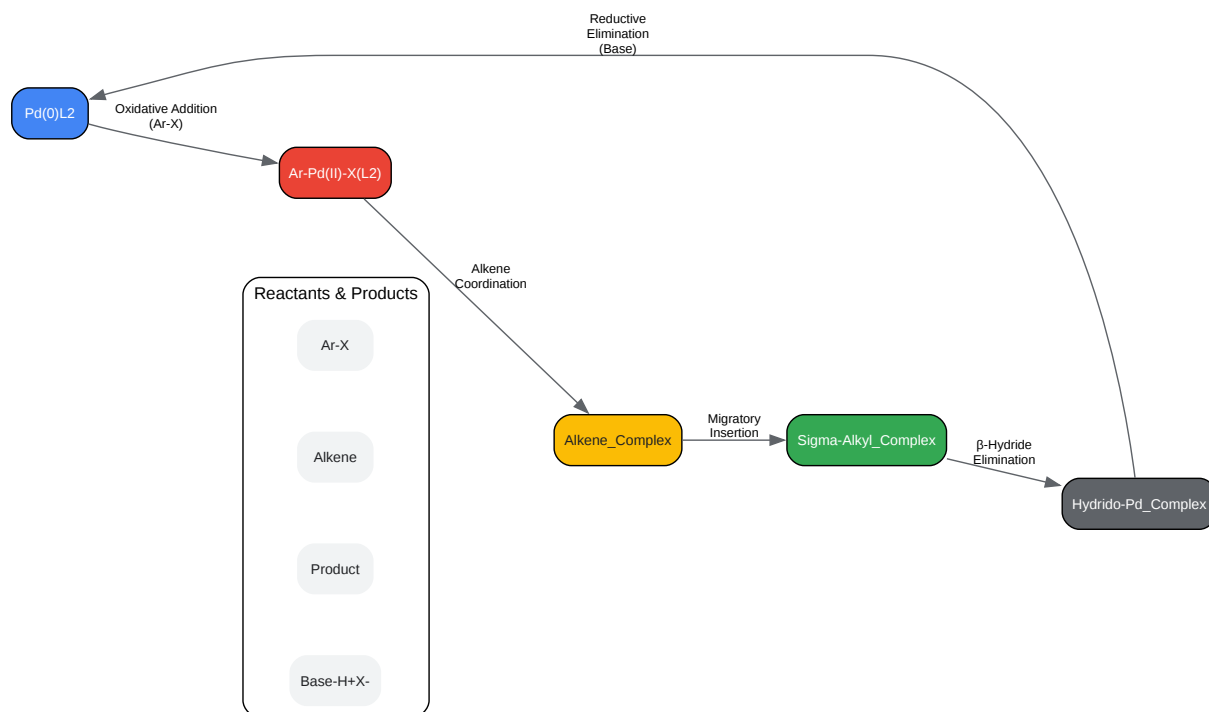 Reductive
Elimination
(Base)
Pd(0)L2
Oxidative Addition
(Ar-X)
Ar-Pd(II)-X(L2)
Alkene
Coordination
Reactants & Products
Ar-X
Alkene
Product
Base-H+X-
Alkene_Complex
Migratory
Insertion
Sigma-Alkyl_Complex
β-Hydride
Elimination
Hydrido-Pd_Complex